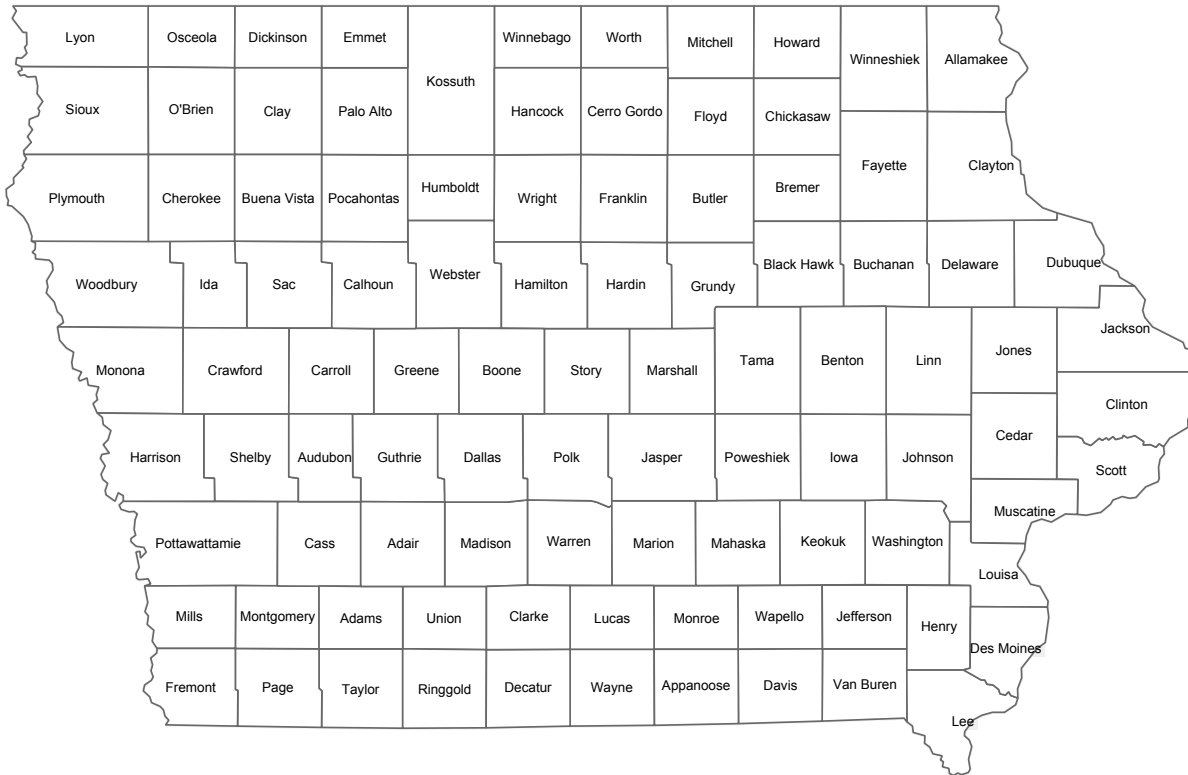 Lyon
Osceola
Dickinson
Emmet
Kossuth
Winnebago
Worth
Mitchell
Howard
Winneshiek
Allamakee
Sioux
O'Brien
Clay
Palo Alto
Hancock
Cerro Gordo
Floyd
Chickasaw
Fayette
Clayton
Plymouth
Cherokee
Buena Vista
Pocahontas
Humboldt
Wright
Franklin
Butler
Bremer
Woodbury
Ida
Sac
Calhoun
Webster
Hamilton
Hardin
Grundy
Black Hawk
Buchanan
Delaware
Dubuque
Monona
Crawford
Carroll
Greene
Boone
Story
Marshall
Tama
Benton
Linn
Jones
Jackson
Clinton
Harrison
Shelby
Audubon
Guthrie
Dallas
Polk
Jasper
Poweshiek
Iowa
Johnson
Cedar
Scott
Muscatine
Pottawattamie
Cass
Adair
Madison
Warren
Marion
Mahaska
Keokuk
Washington
Louisa
Mills
Montgomery
Adams
Union
Clarke
Lucas
Monroe
Wapello
Jefferson
Henry
Des Moines
Fremont
Page
Taylor
Ringgold
Decatur
Wayne
Appanoose
Davis
Van Buren
Lee